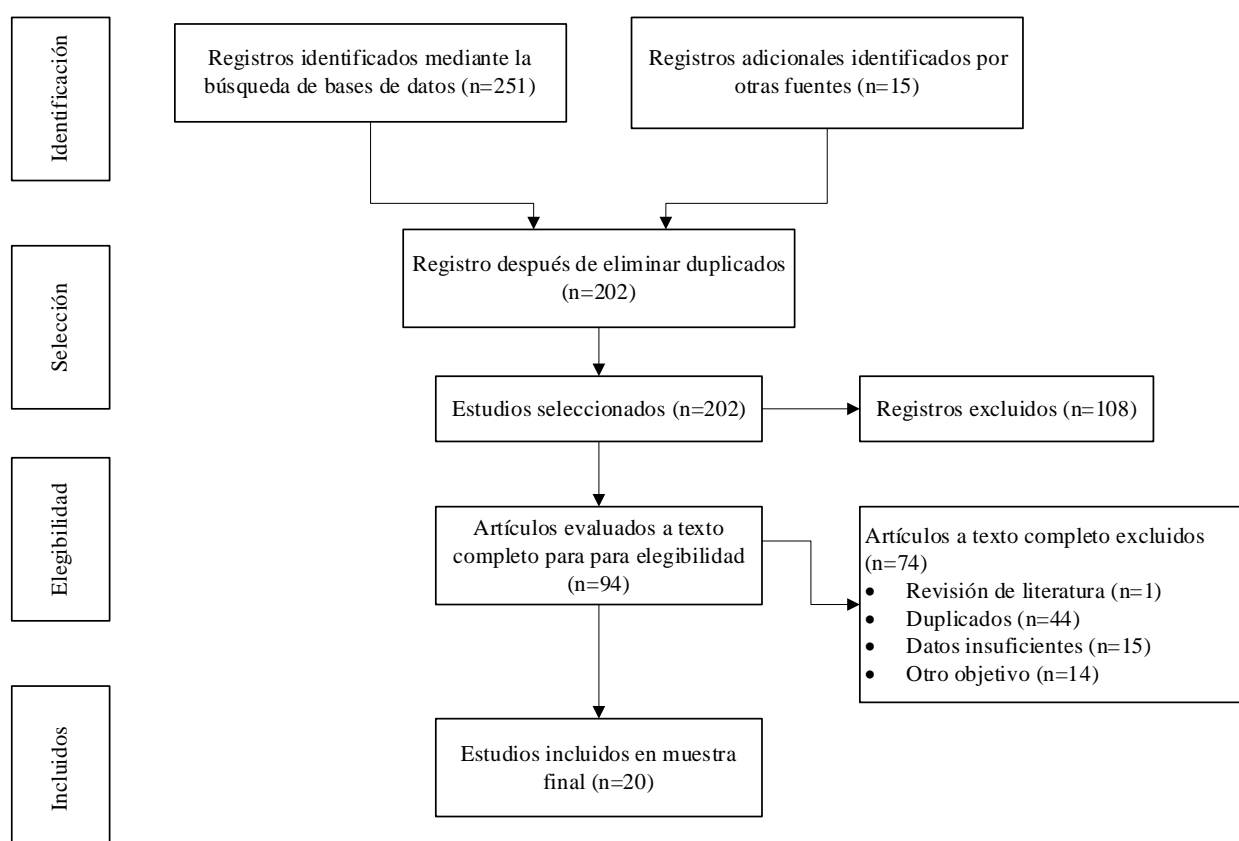 Identificación
Registros identificados mediante la
búsqueda de bases de datos (n=251)
Registros adicionales identificados por
otras fuentes (n=15)
Selección
Registro después de eliminar duplicados
(n=202)
Estudios seleccionados (n=202)
Registros excluidos (n=108)
Elegibilidad
Artículos evaluados a texto
completo para para elegibilidad
(n=94)
Artículos a texto completo excluidos
(n=74)
• Revisión de literatura (n=1)
• Duplicados (n=44)
• Datos insuficientes (n=15)
• Otro objetivo (n=14)
Incluidos
Estudios incluidos en muestra
final (n=20)